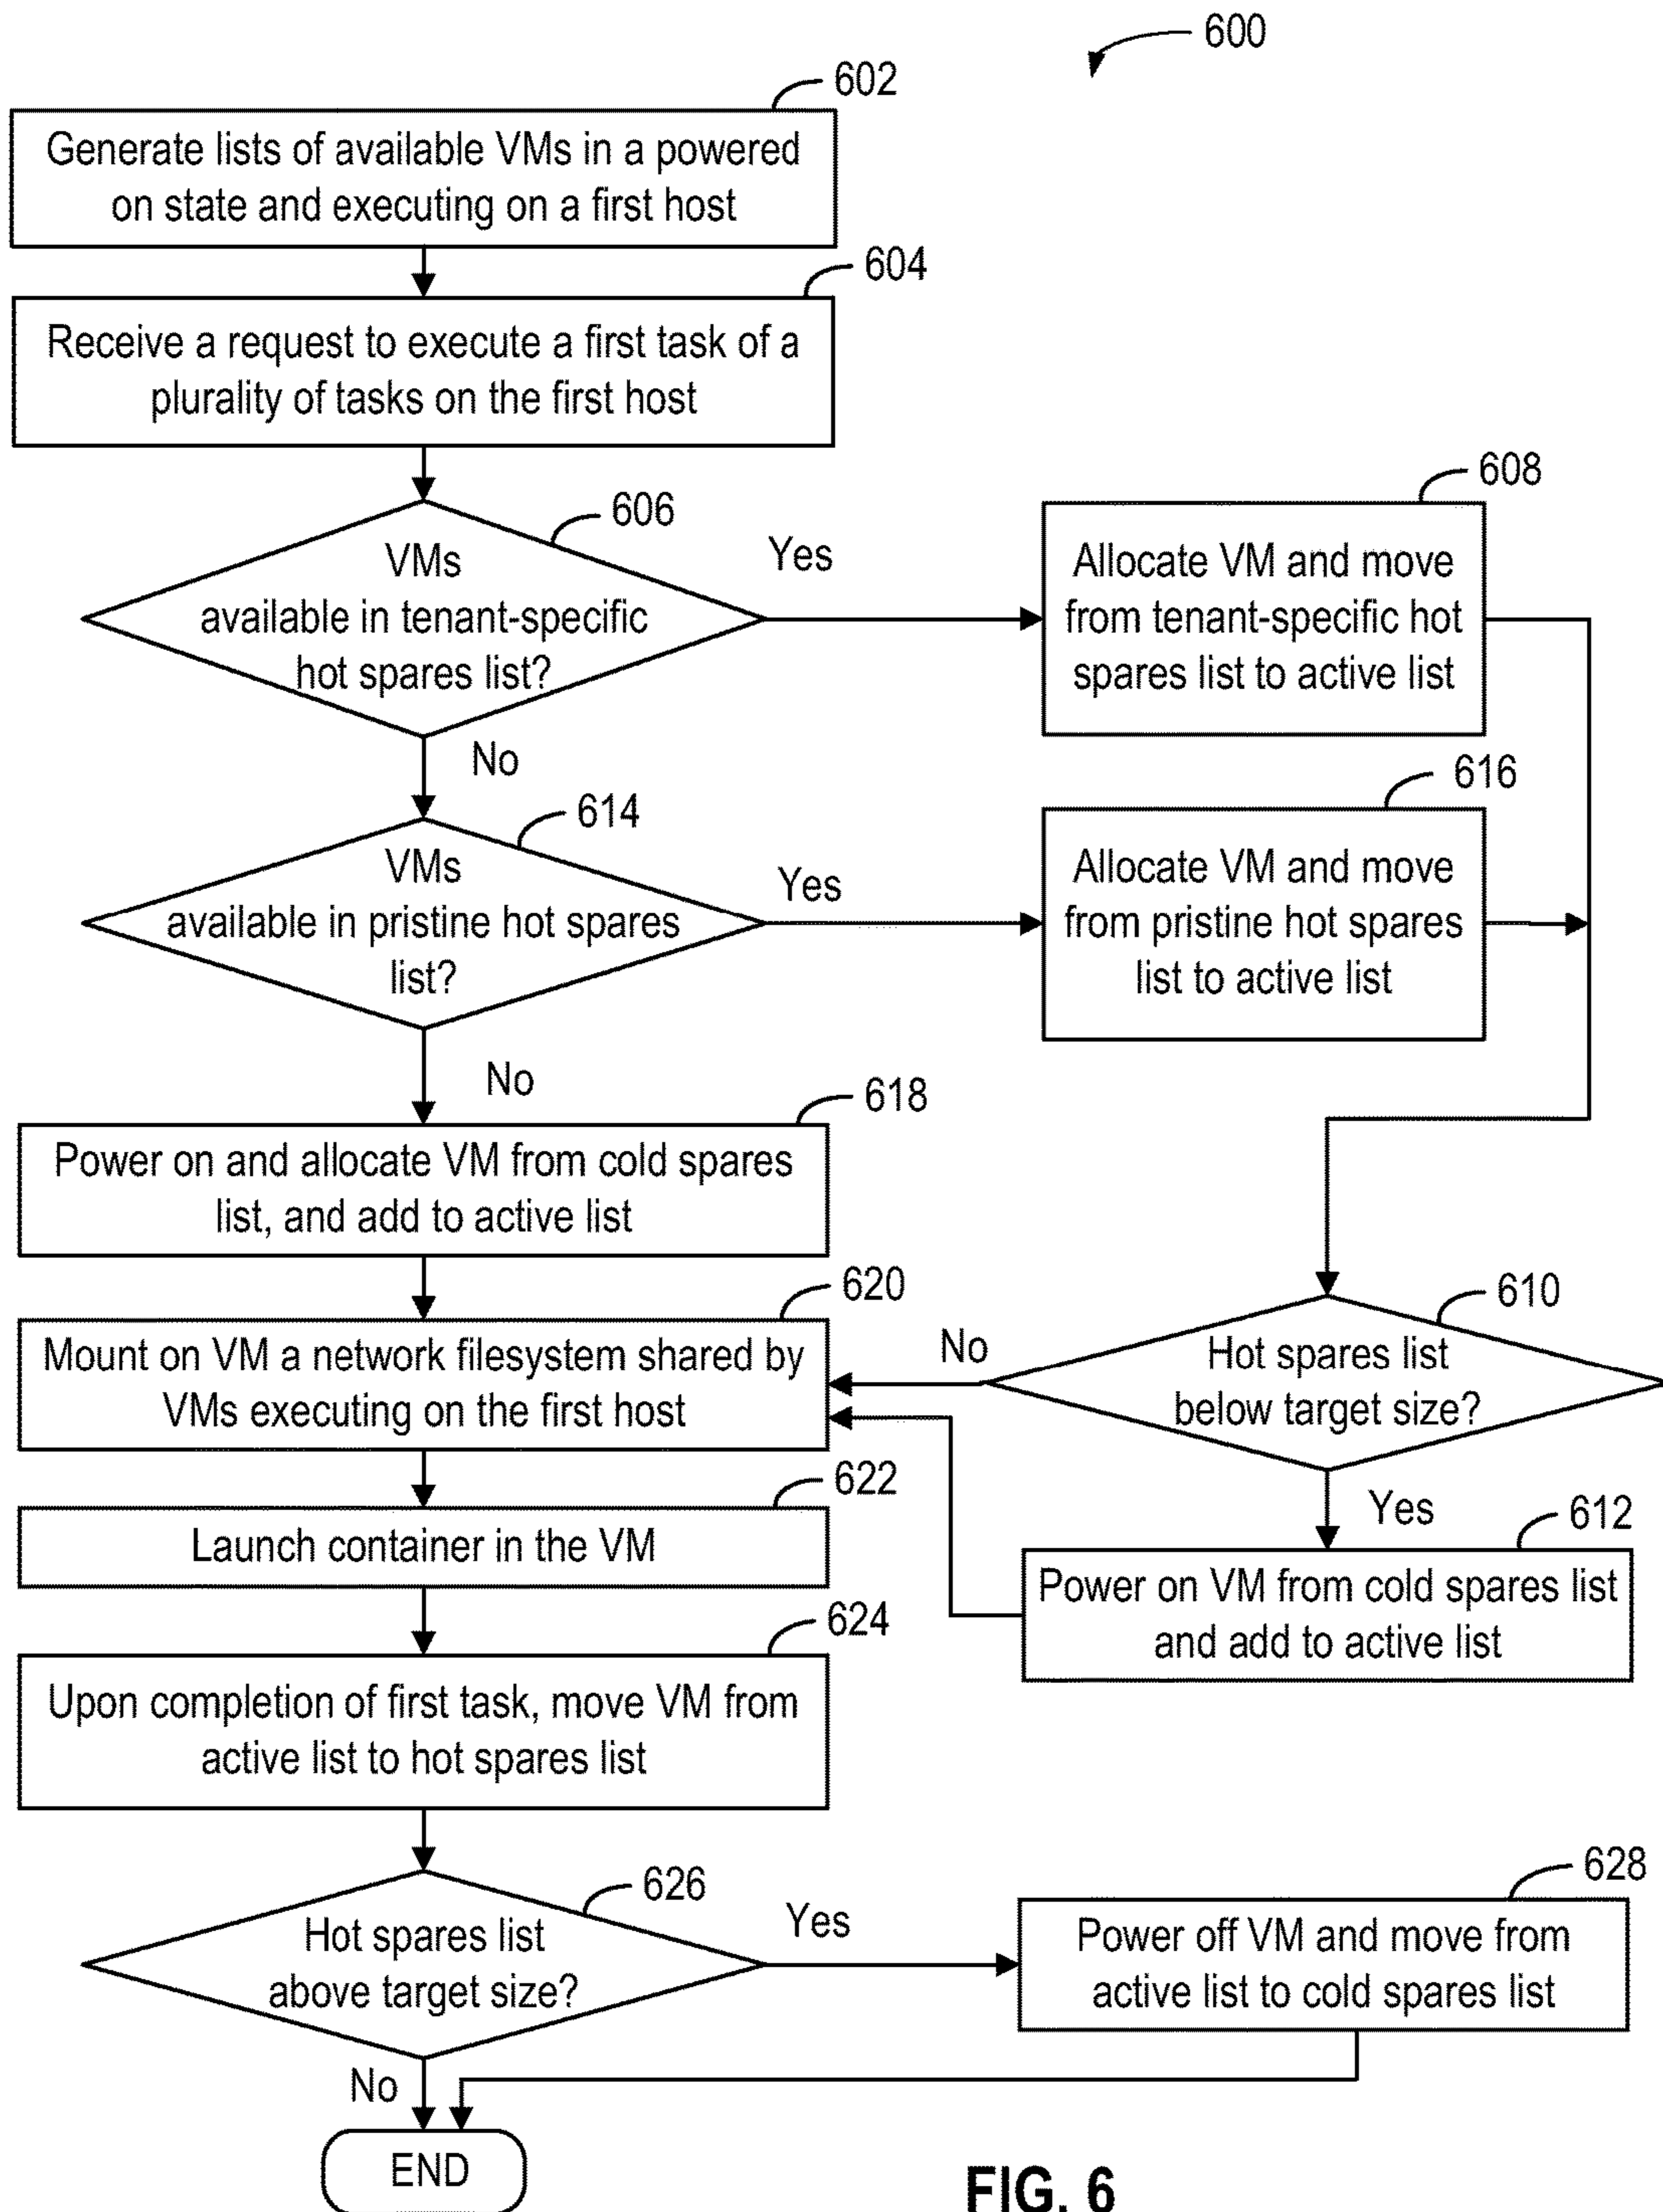 600
602
Generate lists of available VMs in a powered
on state and executing on a first host
604
Receive a request to execute a first task of a
plurality of tasks on the first host
606
VMs
available in tenant-specific
hot spares list?
Yes
608
Allocate VM and move
from tenant-specific hot
spares list to active list
No
614
VMs
available in pristine hot spares
list?
Yes
616
Allocate VM and move
from pristine hot spares
list to active list
No
618
Power on and allocate VM from cold spares
list, and add to active list
620
Mount on VM a network filesystem shared by
VMs executing on the first host
610
Hot spares list
below target size?
No
Yes
612
Power on VM from cold spares list
and add to active list
622
Launch container in the VM
624
Upon completion of first task, move VM from
active list to hot spares list
626
Hot spares list
above target size?
Yes
628
Power off VM and move from
active list to cold spares list
No
END
FIG. 6